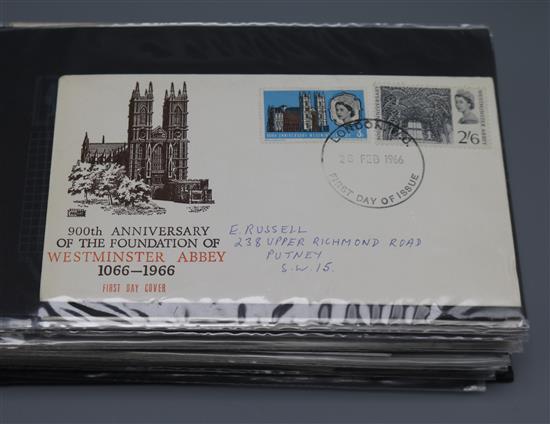 900th ANNIVERSARY
OF THE FOUNDATION OF
WESTMINSTER ABBEY
1066—1966
FIRST DAY COVER
2/6
WESTMINSTER ABBEY
LONDON
28 FEB 1966
FIRST DAY OF ISSUE
E. RUSSELL
238 UPPER RICHMOND ROAD
PUTNEY
S.W. 15.